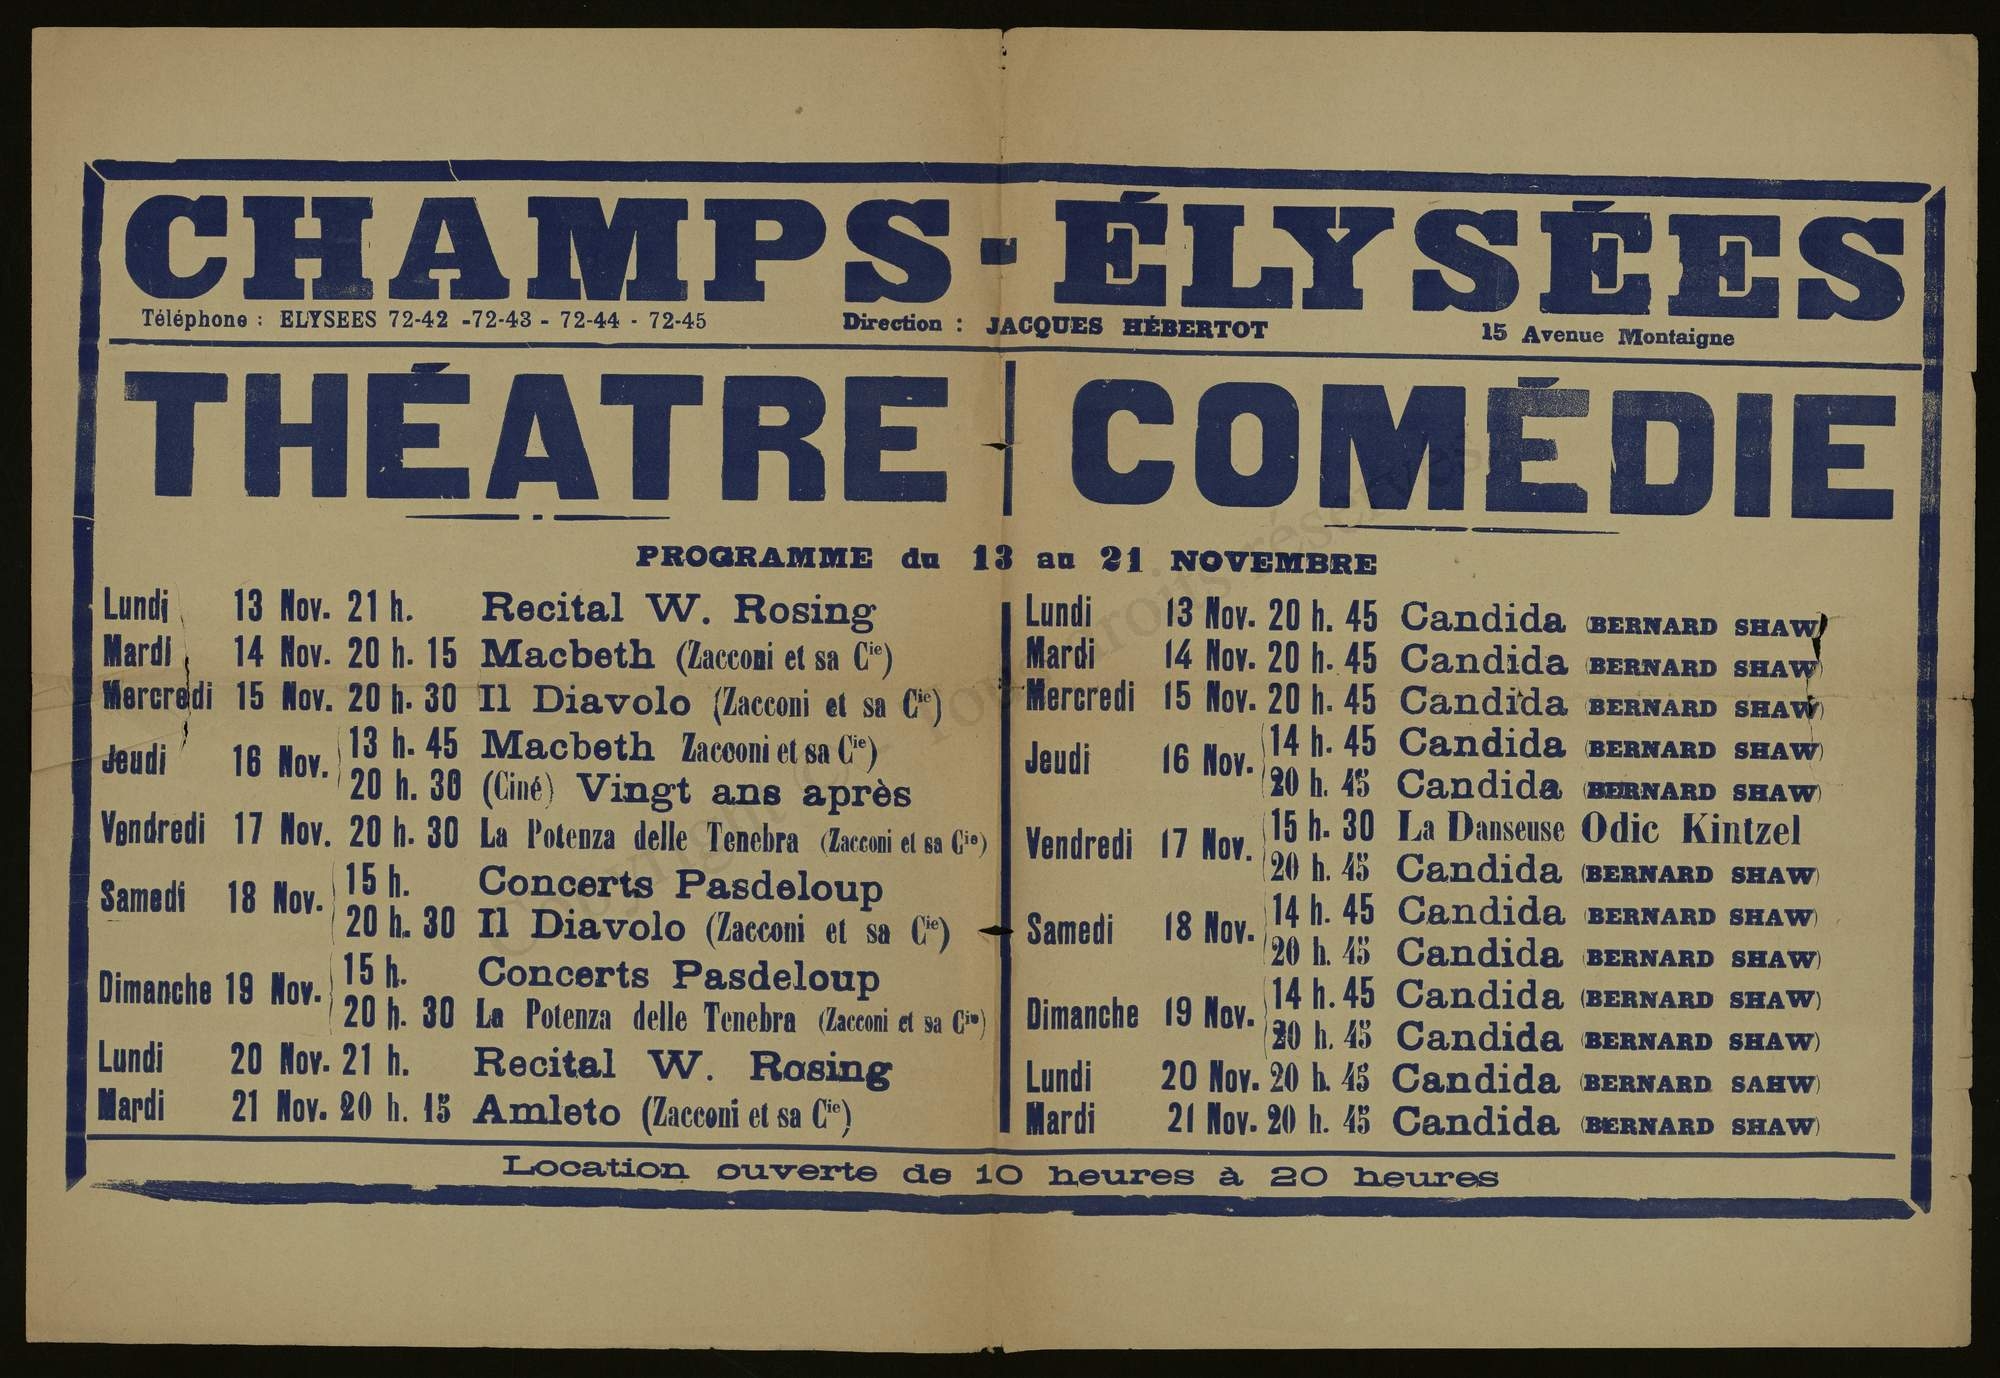 CHAMPS-ÉLYSÉES
Téléphone : ELYSEES 72-42 -72-43 - 72-44 - 72-45 Direction : JACQUES HÉBERTOT 15 Avenue Montaigne
THÉATRE
COMÉDIE
PROGRAMME du 13 au 21 NOVEMBRE
Lundi 13 Nov. 21 h. Recital W. Rosing
Mardi 14 Nov. 20 h. 15 Macbeth (Zacconi et sa Cie)
Mercredi 15 Nov. 20 h. 30 Il Diavolo (Zacconi et sa Cie)
Jeudi 16 Nov. 13 h. 45 Macbeth Zacconi et sa Cie)
20 h. 30 (Ciné) Vingt ans après
Vendredi 17 Nov. 20 h. 30 La Potenza delle Tenebra (Zacconi et sa Cie)
Samedi 18 Nov. 15 h. Concerts Pasdeloup
20 h. 30 Il Diavolo (Zacconi et sa Cie)
Dimanche 19 Nov. 15 h. Concerts Pasdeloup
20 h. 30 La Potenza delle Tenebra (Zacconi et sa Cie)
Lundi 20 Nov. 21 h. Recital W. Rosing
Mardi 21 Nov. 20 h. 15 Amleto (Zacconi et sa Cie)
Lundi 13 Nov. 20 h. 45 Candida (BERNARD SHAW)
Mardi 14 Nov. 20 h. 45 Candida (BERNARD SHAW)
Mercredi 15 Nov. 20 h. 45 Candida (BERNARD SHAW)
Jeudi 16 Nov. 14 h. 45 Candida (BERNARD SHAW)
20 h. 45 Candida (BERNARD SHAW)
Vendredi 17 Nov. 15 h. 30 La Danseuse Odic Kintzel
20 h. 45 Candida (BERNARD SHAW)
Samedi 18 Nov. 14 h. 45 Candida (BERNARD SHAW)
20 h. 45 Candida (BERNARD SHAW)
Dimanche 19 Nov. 14 h. 45 Candida (BERNARD SHAW)
20 h. 45 Candida (BERNARD SHAW)
Lundi 20 Nov. 20 h. 45 Candida (BERNARD SAHW)
Mardi 21 Nov. 20 h. 45 Candida (BERNARD SHAW)
Location ouverte de 10 heures à 20 heures
Copyright © - Tous droits réservés